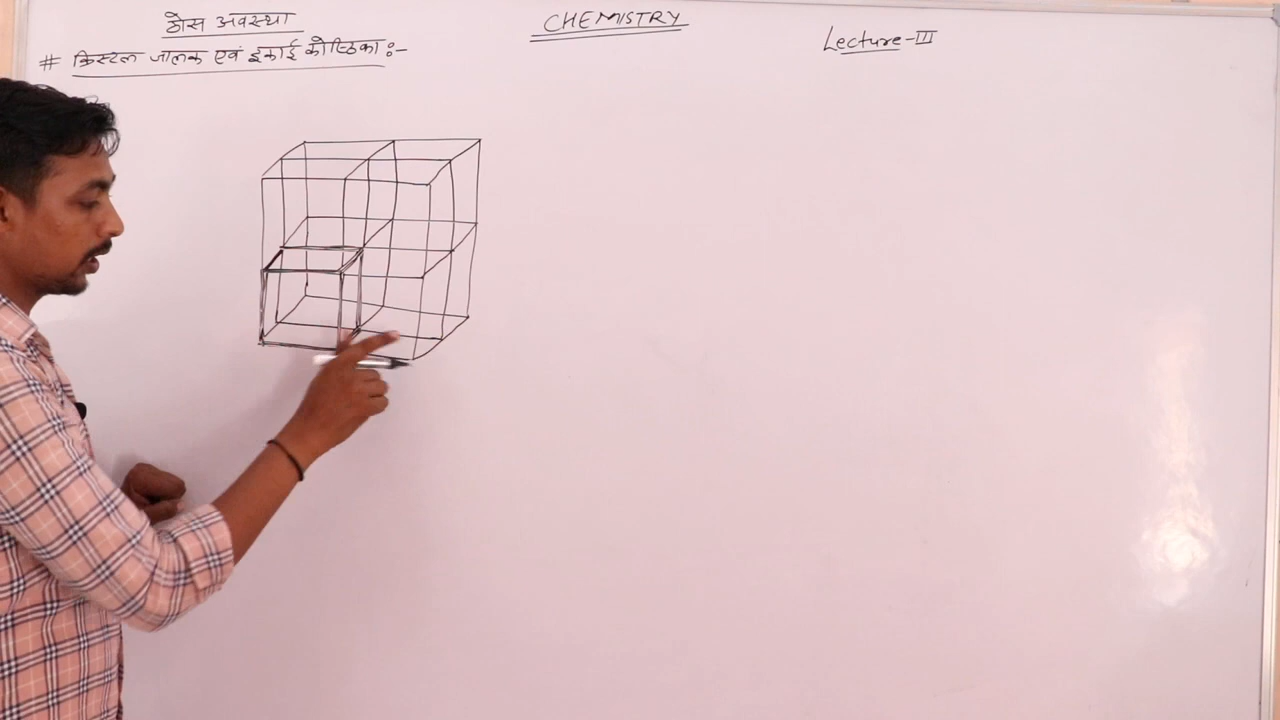 ठोस अवस्था
CHEMISTRY
Lecture-III
# क्रिस्टल जालक एवं इकाई कोष्ठिका:-